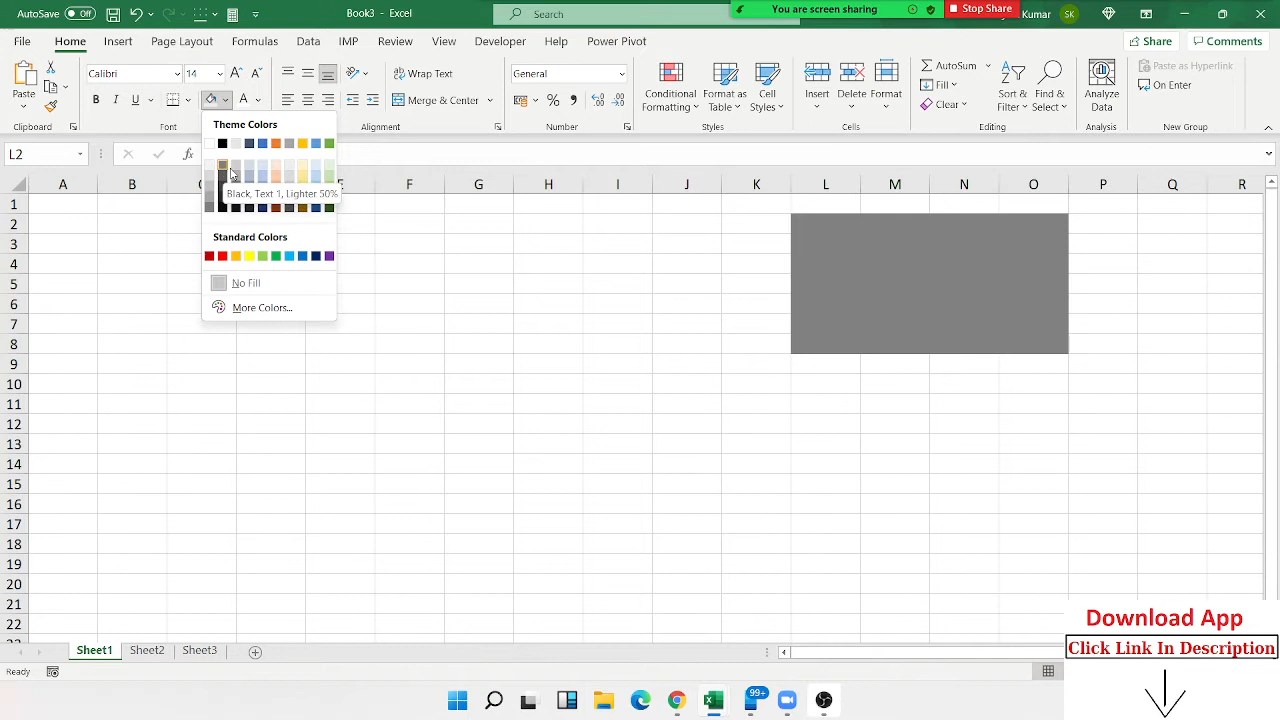 AutoSave Off Book1 - Excel Search You are screen sharing Stop Share Kumar SK
File Home Insert Page Layout Formulas Data IMP Review View Developer Help Power Pivot Share Comments
Paste Calibri 14 Wrap Text General Conditional Formatting Format as Table Cell Styles Insert Delete Format AutoSum Fill Clear Sort & Filter Find & Select Analyze Data Paste as Hyperlink On Enter
B I U A Merge & Center % 9
Clipboard Font Alignment Number Styles Cells Editing Analysis New Group
L2 fx
Theme Colors
Black, Text 1, Lighter 50%
Standard Colors
No Fill
More Colors...
A B C E F G H I J K L M N O P Q R
1
2
3
4
5
6
7
8
9
10
11
12
13
14
15
16
17
18
19
20
21
22
Sheet1 Sheet2 Sheet3
Ready
99+
Download App
Click Link In Description